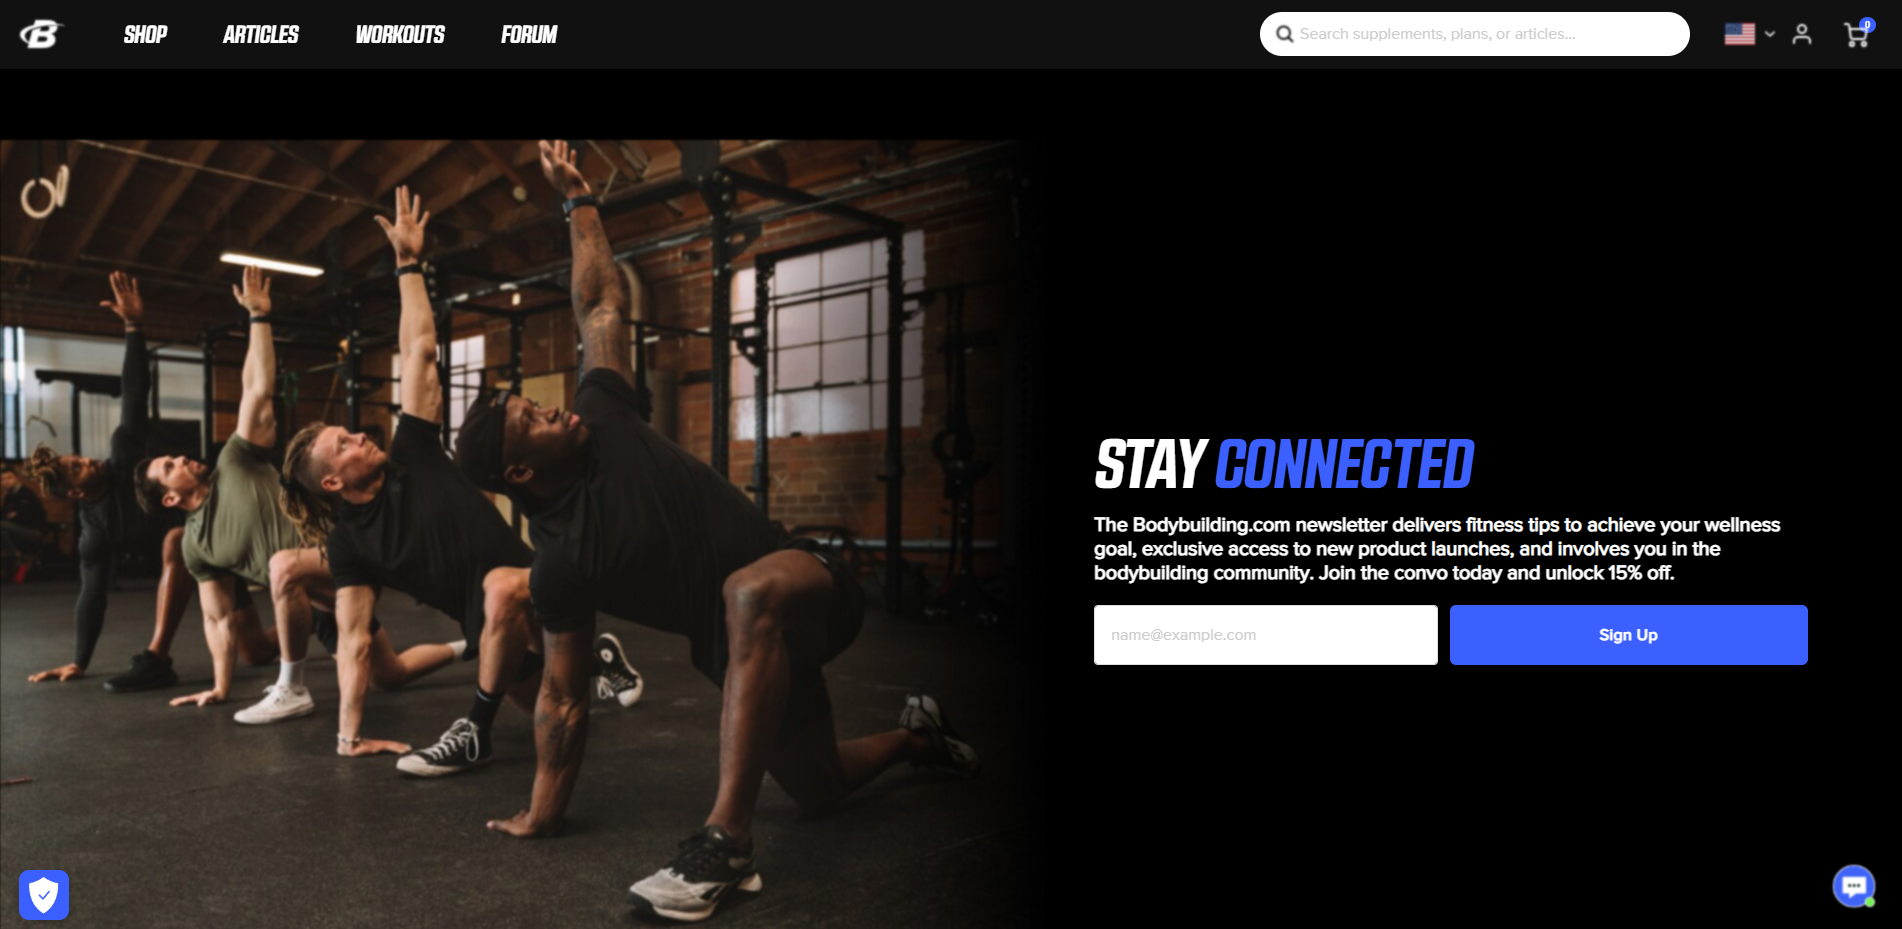 B
SHOP ARTICLES WORKOUTS FORUM
Search supplements, plans, or articles...
0
STAY CONNECTED
The Bodybuilding.com newsletter delivers fitness tips to achieve your wellness
goal, exclusive access to new product launches, and involves you in the
bodybuilding community. Join the convo today and unlock 15% off.
name@example.com
Sign Up